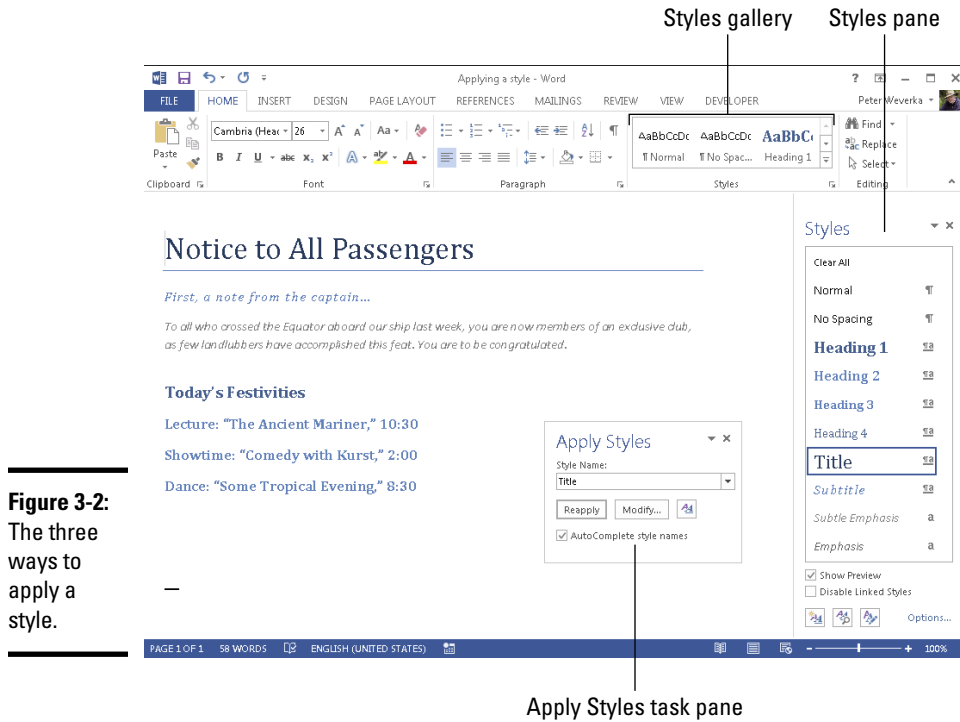 Styles gallery Styles pane
Applying a style - Word
FILE HOME INSERT DESIGN PAGE LAYOUT REFERENCES MAILINGS REVIEW VIEW DEVELOPER Peter Weverka
Cambria (Head 26 Aa
Paste
B I U abc X₂ X² A A
AaBbCcDc AaBbCcDc AaBbCc
¶ Normal ¶ No Spac... Heading 1
Find
Replace
Select
Clipboard Font Paragraph Styles Editing
Notice to All Passengers
First, a note from the captain...
To all who crossed the Equator aboard our ship last week, you are now members of an exclusive club,
as few landlubbers have accomplished this feat. You are to be congratulated.
Today's Festivities
Lecture: “The Ancient Mariner,” 10:30
Showtime: “Comedy with Kurst,” 2:00
Dance: “Some Tropical Evening,” 8:30
Apply Styles
Style Name:
Title
Reapply Modify...
AutoComplete style names
Styles
Clear All
Normal ¶
No Spacing ¶
Heading 1 ¶a
Heading 2 ¶a
Heading 3 ¶a
Heading 4 ¶a
Title ¶a
Subtitle ¶a
Subtle Emphasis a
Emphasis a
Show Preview
Disable Linked Styles
Options...
PAGE 1 OF 1 58 WORDS ENGLISH (UNITED STATES) 100%
Figure 3-2:
The three
ways to
apply a
style.
Apply Styles task pane